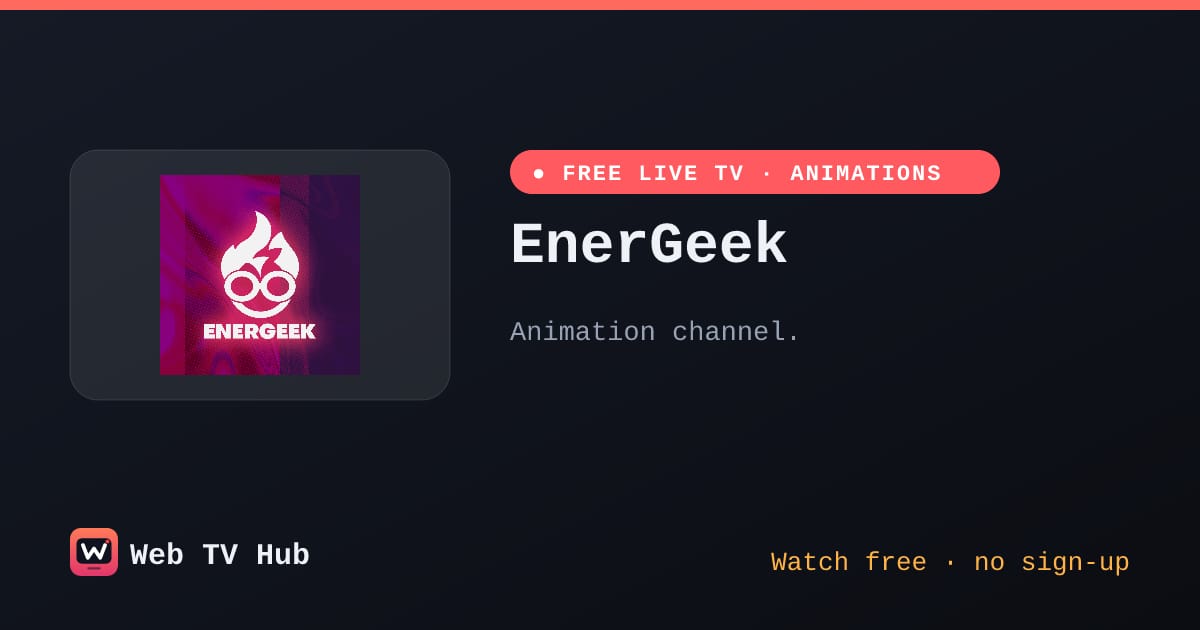 ● FREE LIVE TV · ANIMATIONS
EnerGeek
ENERGEEK
Animation channel.
Web TV Hub
Watch free · no sign-up